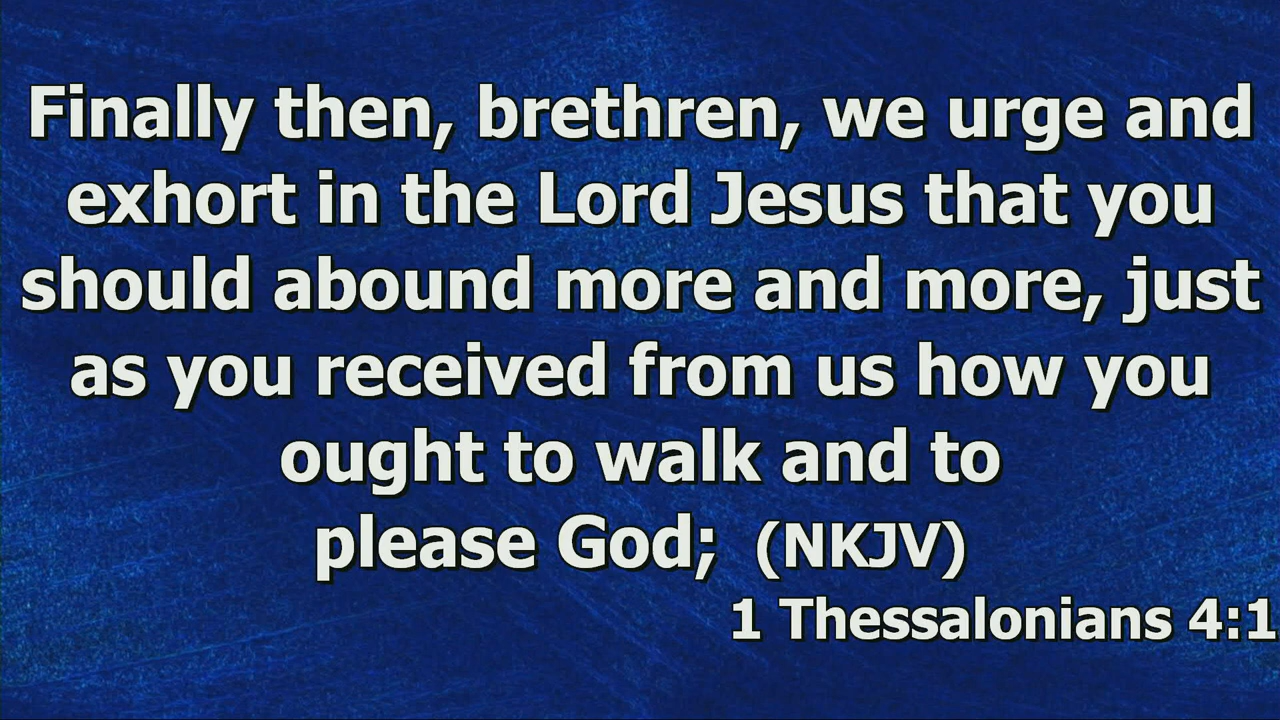 Finally then, brethren, we urge and
exhort in the Lord Jesus that you
should abound more and more, just
as you received from us how you
ought to walk and to
please God; (NKJV)
1 Thessalonians 4:1